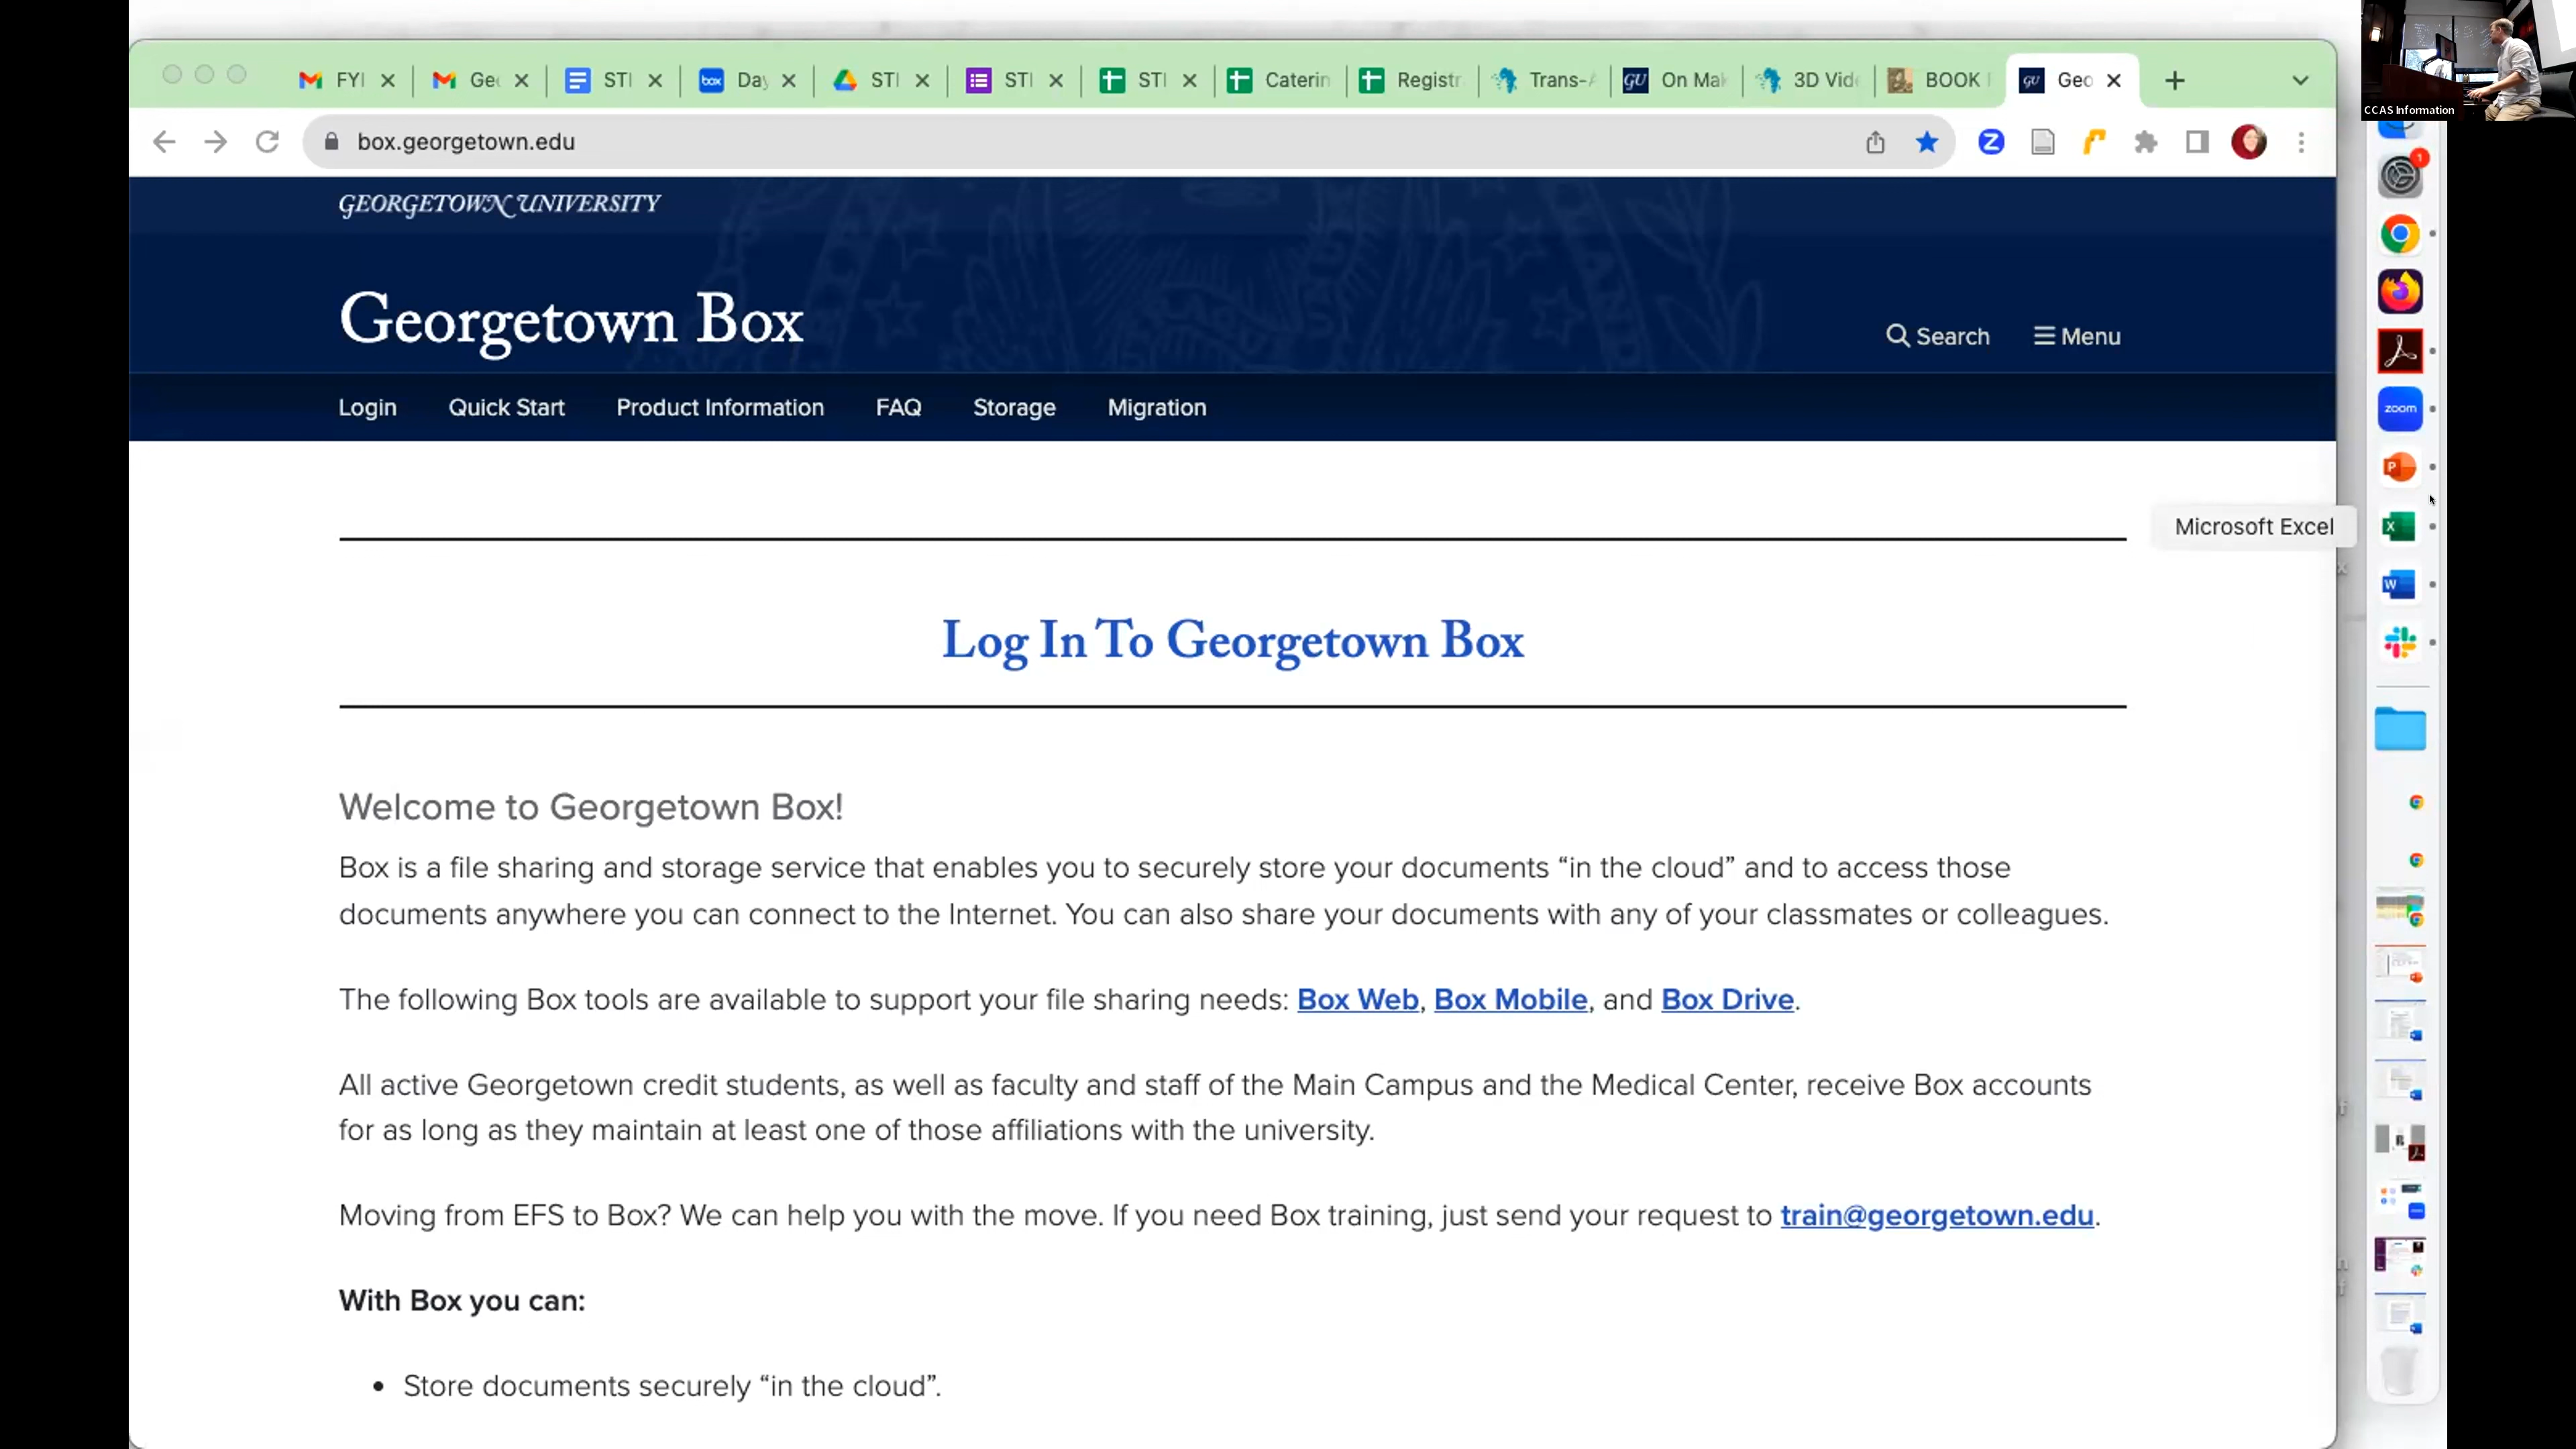 FYI
Geo
STI
box
Day
STI
STI
STI
Caterin
Registr
Trans-A
GU
On Mak
3D Vide
BOOK
GU
Geo
CCAS Information
box.georgetown.edu
Z
1
GEORGETOWN UNIVERSITY
Georgetown Box
Search
Menu
Login
Quick Start
Product Information
FAQ
Storage
Migration
zoom
P
Microsoft Excel
X
W
Log In To Georgetown Box
Welcome to Georgetown Box!
Box is a file sharing and storage service that enables you to securely store your documents “in the cloud” and to access those
documents anywhere you can connect to the Internet. You can also share your documents with any of your classmates or colleagues.
The following Box tools are available to support your file sharing needs: Box Web, Box Mobile, and Box Drive.
All active Georgetown credit students, as well as faculty and staff of the Main Campus and the Medical Center, receive Box accounts
for as long as they maintain at least one of those affiliations with the university.
Moving from EFS to Box? We can help you with the move. If you need Box training, just send your request to train@georgetown.edu.
With Box you can:
• Store documents securely “in the cloud”.